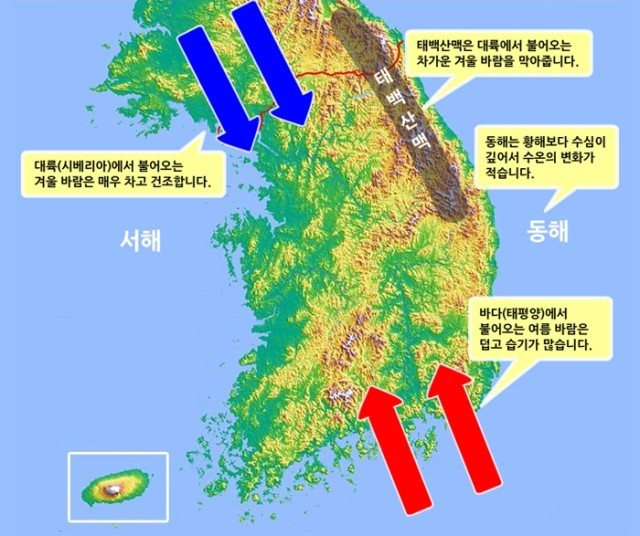 태백산맥은 대륙에서 불어오는
차가운 겨울 바람을 막아줍니다.
태백산맥
동해는 황해보다 수심이
깊어서 수온의 변화가
적습니다.
대륙(시베리아)에서 불어오는
겨울 바람은 매우 차고 건조합니다.
서해
동해
바다(태평양)에서
불어오는 여름 바람은
덥고 습기가 많습니다.